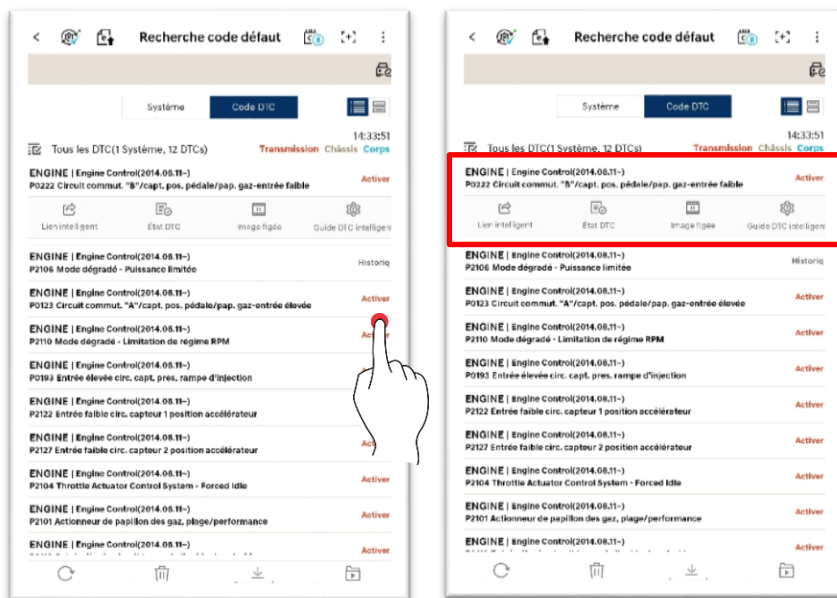 Recherche code défaut
Système Code DTC
14:33:51
Tous les DTC(1 Système, 12 DTCs) Transmission Châssis Corps
ENGINE | Engine Control(2014.08.11~)
P0222 Circuit commut. "B"/capt. pos. pédale/pap. gaz-entrée faible
Activer
Lien intelligent État DTC Image figée Guide DTC intelligen
ENGINE | Engine Control(2014.08.11~)
P2106 Mode dégradé - Puissance limitée
Historiq
ENGINE | Engine Control(2014.08.11~)
P0123 Circuit commut. "A"/capt. pos. pédale/pap. gaz-entrée élevée
Activer
ENGINE | Engine Control(2014.08.11~)
P2110 Mode dégradé - Limitation de régime RPM
ENGINE | Engine Control(2014.08.11~)
P0193 Entrée élevée circ. capt. pres. rampe d'injection
ENGINE | Engine Control(2014.08.11~)
P2122 Entrée faible circ. capteur 1 position accélérateur
ENGINE | Engine Control(2014.08.11~)
P2127 Entrée faible circ. capteur 2 position accélérateur
ENGINE | Engine Control(2014.08.11~)
P2104 Throttle Actuator Control System - Forced Idle
Activer
ENGINE | Engine Control(2014.08.11~)
P2101 Actionneur de papillon des gaz, plage/performance
Activer
ENGINE | Engine Control(2014.08.11~)
Activer
Recherche code défaut
Système Code DTC
14:33:51
Tous les DTC(1 Système, 12 DTCs) Transmission Châssis Corps
ENGINE | Engine Control(2014.08.11~)
P0222 Circuit commut. "B"/capt. pos. pédale/pap. gaz-entrée faible
Activer
Lien intelligent État DTC Image figée Guide DTC intelligen
ENGINE | Engine Control(2014.08.11~)
P2106 Mode dégradé - Puissance limitée
Historiq
ENGINE | Engine Control(2014.08.11~)
P0123 Circuit commut. "A"/capt. pos. pédale/pap. gaz-entrée élevée
Activer
ENGINE | Engine Control(2014.08.11~)
P2110 Mode dégradé - Limitation de régime RPM
Activer
ENGINE | Engine Control(2014.08.11~)
P0193 Entrée élevée circ. capt. pres. rampe d'injection
Activer
ENGINE | Engine Control(2014.08.11~)
P2122 Entrée faible circ. capteur 1 position accélérateur
Activer
ENGINE | Engine Control(2014.08.11~)
P2127 Entrée faible circ. capteur 2 position accélérateur
Activer
ENGINE | Engine Control(2014.08.11~)
P2104 Throttle Actuator Control System - Forced Idle
Activer
ENGINE | Engine Control(2014.08.11~)
P2101 Actionneur de papillon des gaz, plage/performance
Activer
ENGINE | Engine Control(2014.08.11~)
Activer